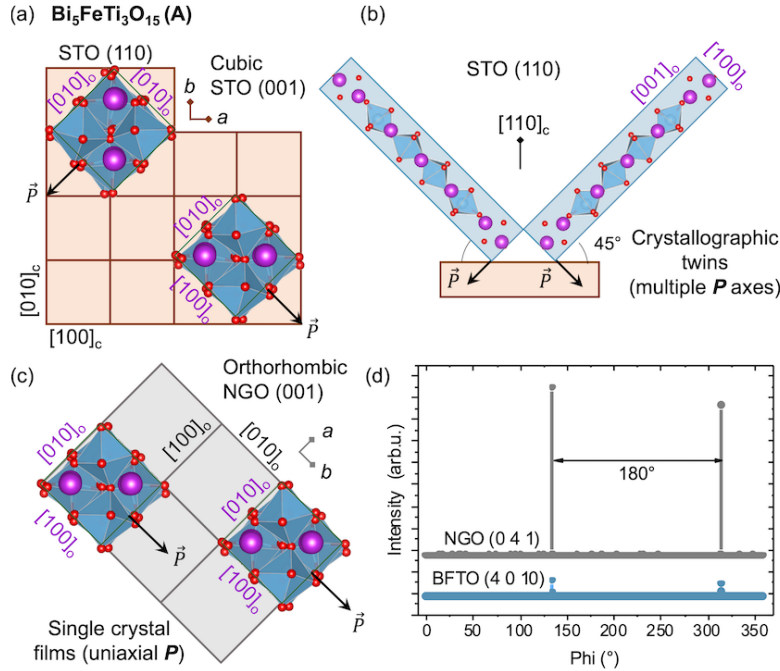 (a) Bi₅FeTi₃O₁₅ (A)
STO (110)
Cubic
STO (001)
[010]ₒ
[010]ₒ
b
a
P⃗
[010]ₒ
[100]ₒ
P⃗
[010]c
[100]c
(b)
STO (110)
[001]ₒ
[100]ₒ
[110]c
45°
P⃗
P⃗
Crystallographic
twins
(multiple P axes)
(c)
Orthorhombic
NGO (001)
[100]ₒ
[010]ₒ
a
b
[010]ₒ
[100]ₒ
P⃗
[010]ₒ
[100]ₒ
P⃗
Single crystal
films (uniaxial P)
(d)
Intensity (arb.u.)
180°
NGO (0 4 1)
BFTO (4 0 10)
0 50 100 150 200 250 300 350
Phi (°)